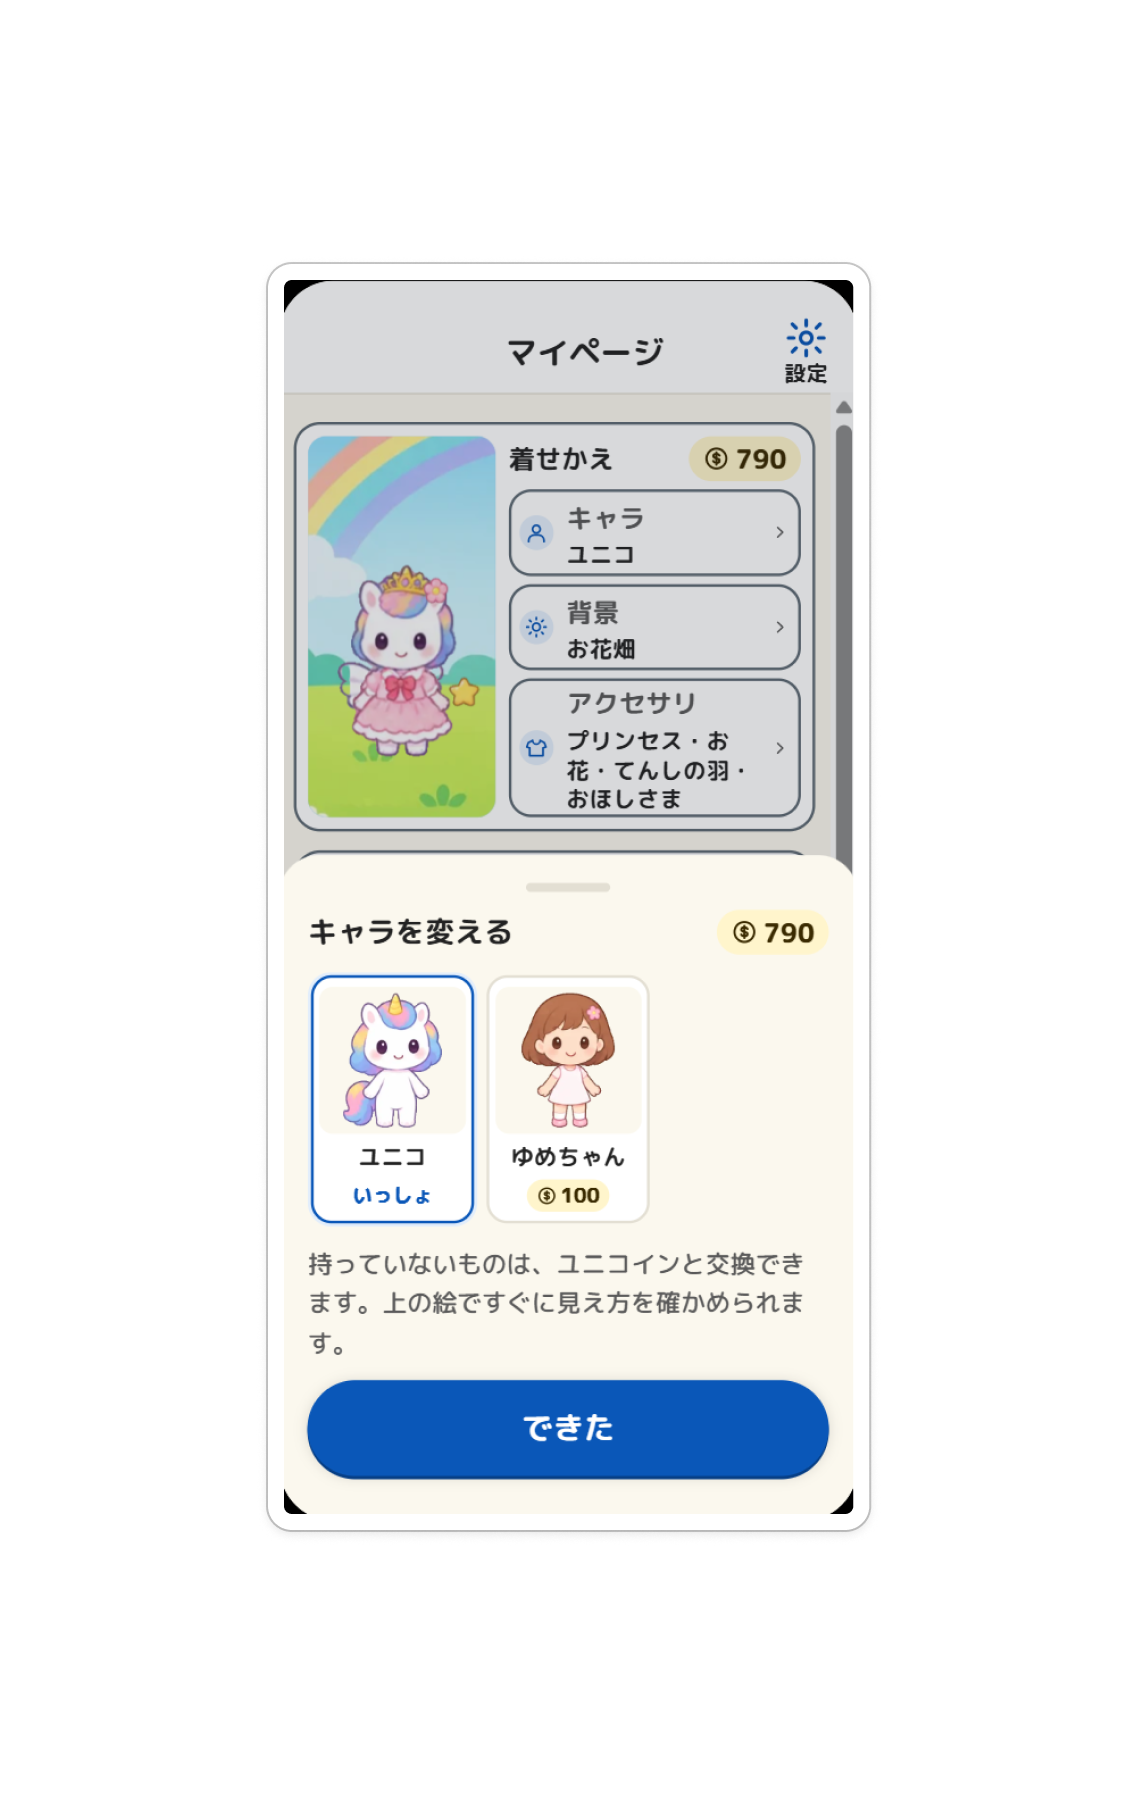 マイページ
設定
着せかえ
790
キャラ
ユニコ
背景
お花畑
アクセサリ
プリンセス・お
花・てんしの羽・
おほしさま
キャラを変える
790
ユニコ
いっしょ
ゆめちゃん
100
持っていないものは、ユニコインと交換でき
ます。上の絵ですぐに見え方を確かめられま
す。
できた